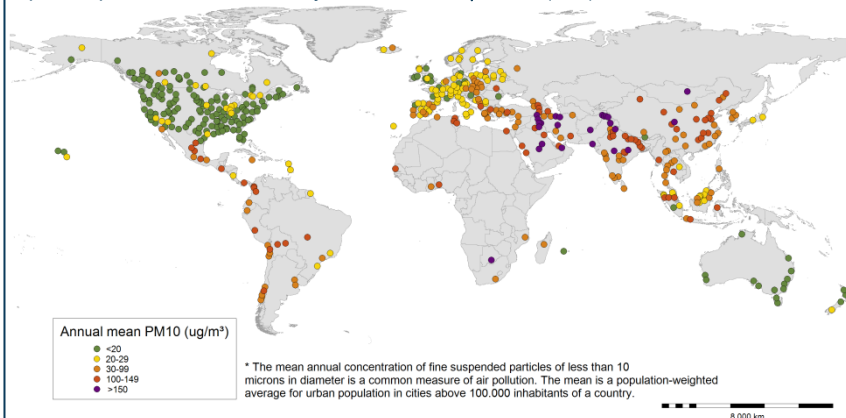 Annual mean PM10 (ug/m³)
<20
20-29
30-99
100-149
>150
* The mean annual concentration of fine suspended particles of less than 10
microns in diameter is a common measure of air pollution. The mean is a population-weighted
average for urban population in cities above 100.000 inhabitants of a country.
8,000 km